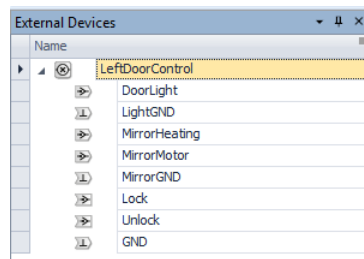 External Devices
Name
LeftDoorControl
DoorLight
LightGND
MirrorHeating
MirrorMotor
MirrorGND
Lock
Unlock
GND